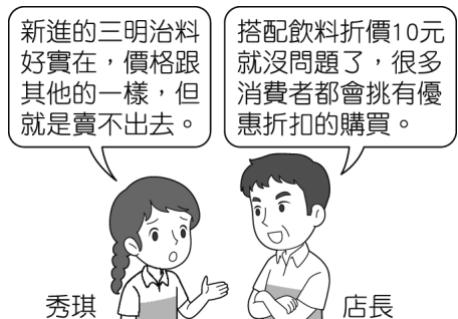 新進的三明治料
好實在，價格跟
其他的一樣，但
就是賣不出去。
搭配飲料折價10元
就沒問題了，很多
消費者都會挑有優
惠折扣的購買。
秀琪
店長